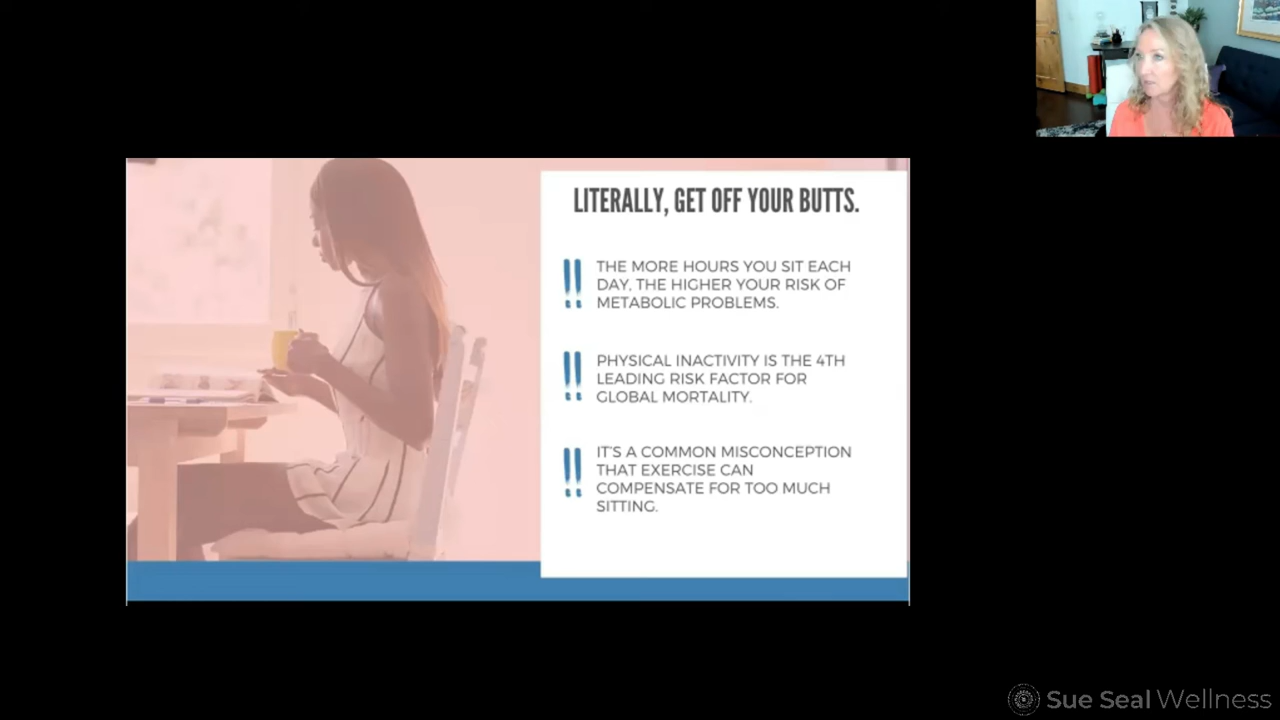 LITERALLY, GET OFF YOUR BUTTS.
!! THE MORE HOURS YOU SIT EACH
DAY, THE HIGHER YOUR RISK OF
METABOLIC PROBLEMS.
!! PHYSICAL INACTIVITY IS THE 4TH
LEADING RISK FACTOR FOR
GLOBAL MORTALITY.
!! IT'S A COMMON MISCONCEPTION
THAT EXERCISE CAN
COMPENSATE FOR TOO MUCH
SITTING.
Sue Seal Wellness